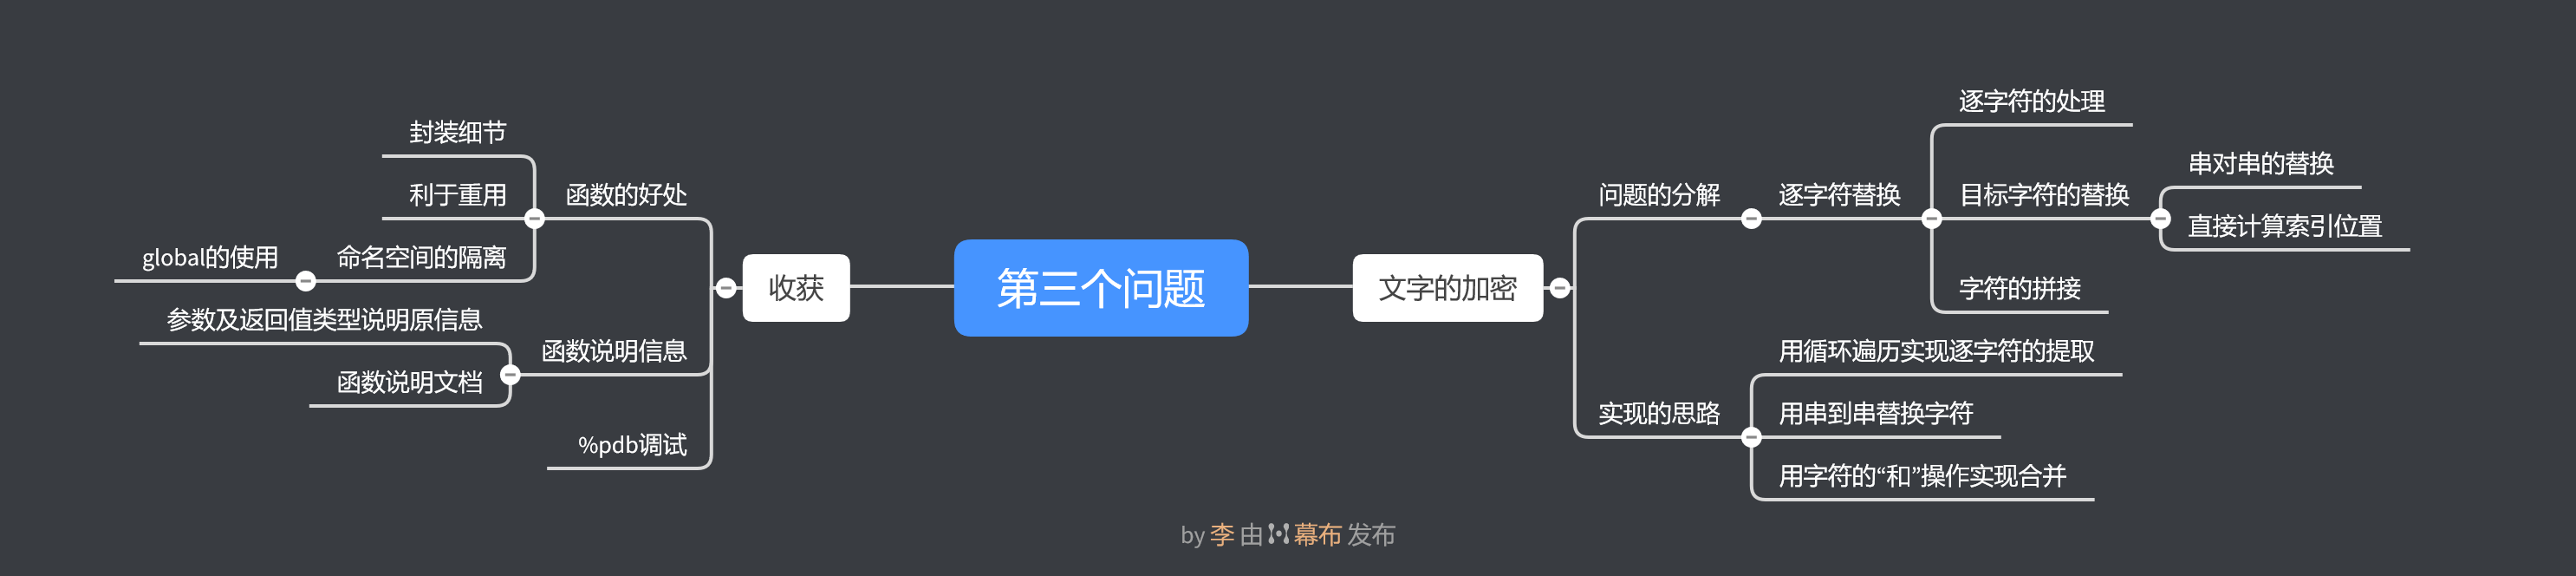 第三个问题
文字的加密
问题的分解
逐字符替换
逐字符的处理
目标字符的替换
串对串的替换
直接计算索引位置
字符的拼接
实现的思路
用循环遍历实现逐字符的提取
用串到串替换字符
用字符的“和”操作实现合并
收获
函数的好处
封装细节
利于重用
命名空间的隔离
global的使用
函数说明信息
参数及返回值类型说明原信息
函数说明文档
%pdb调试
by 李 由 幕布 发布